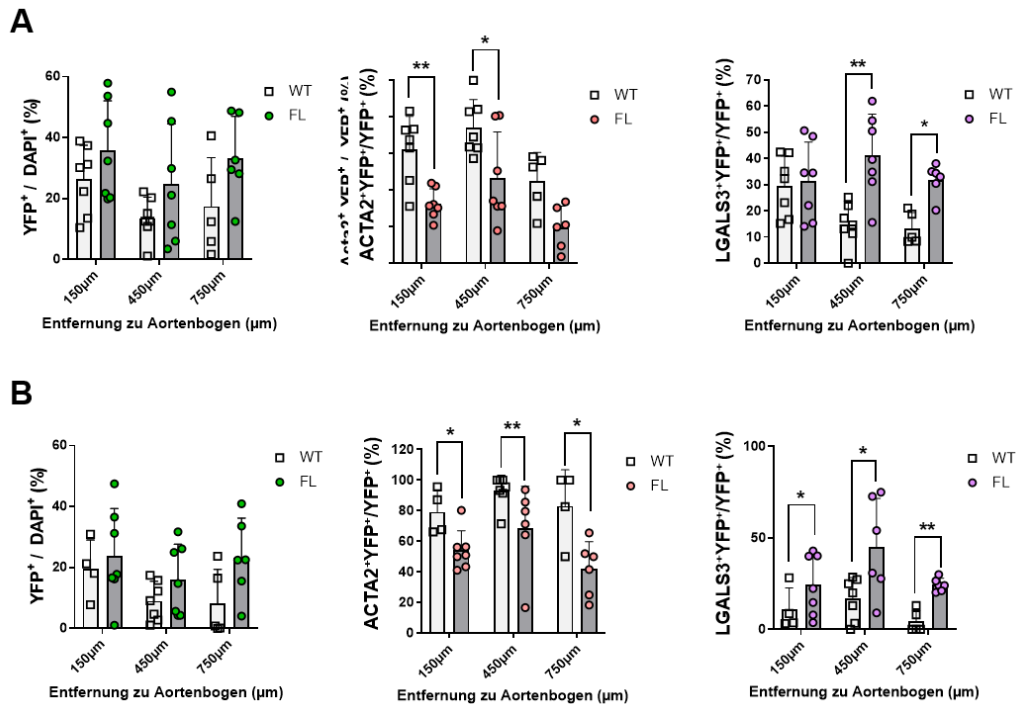 A
YFP⁺ / DAPI⁺ (%)
60
40
20
0
150µm
450µm
750µm
Entfernung zu Aortenbogen (µm)
WT
FL
ACTA2⁺YFP⁺/YFP⁺ (%)
**
*
150µm
450µm
750µm
Entfernung zu Aortenbogen (µm)
WT
FL
LGALS3⁺YFP⁺/YFP⁺ (%)
70
60
50
40
30
20
10
0
**
*
150µm
450µm
750µm
Entfernung zu Aortenbogen (µm)
WT
FL
B
YFP⁺ / DAPI⁺ (%)
60
40
20
0
150µm
450µm
750µm
Entfernung zu Aortenbogen (µm)
WT
FL
ACTA2⁺YFP⁺/YFP⁺ (%)
120
100
80
60
40
20
0
*
**
*
150µm
450µm
750µm
Entfernung zu Aortenbogen (µm)
WT
FL
LGALS3⁺YFP⁺/YFP⁺ (%)
100
50
0
*
*
**
150µm
450µm
750µm
Entfernung zu Aortenbogen (µm)
WT
FL